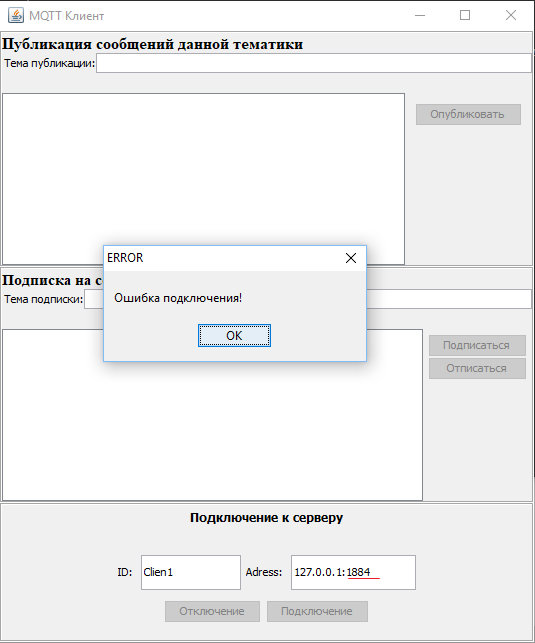 MQTT Клиент
Публикация сообщений данной тематики
Тема публикации:
Опубликовать
ERROR
Ошибка подключения!
OK
Подписка на с
Тема подписки:
Подписаться
Отписаться
Подключение к серверу
ID: Clien1 Adress: 127.0.0.1:1884
Отключение Подключение